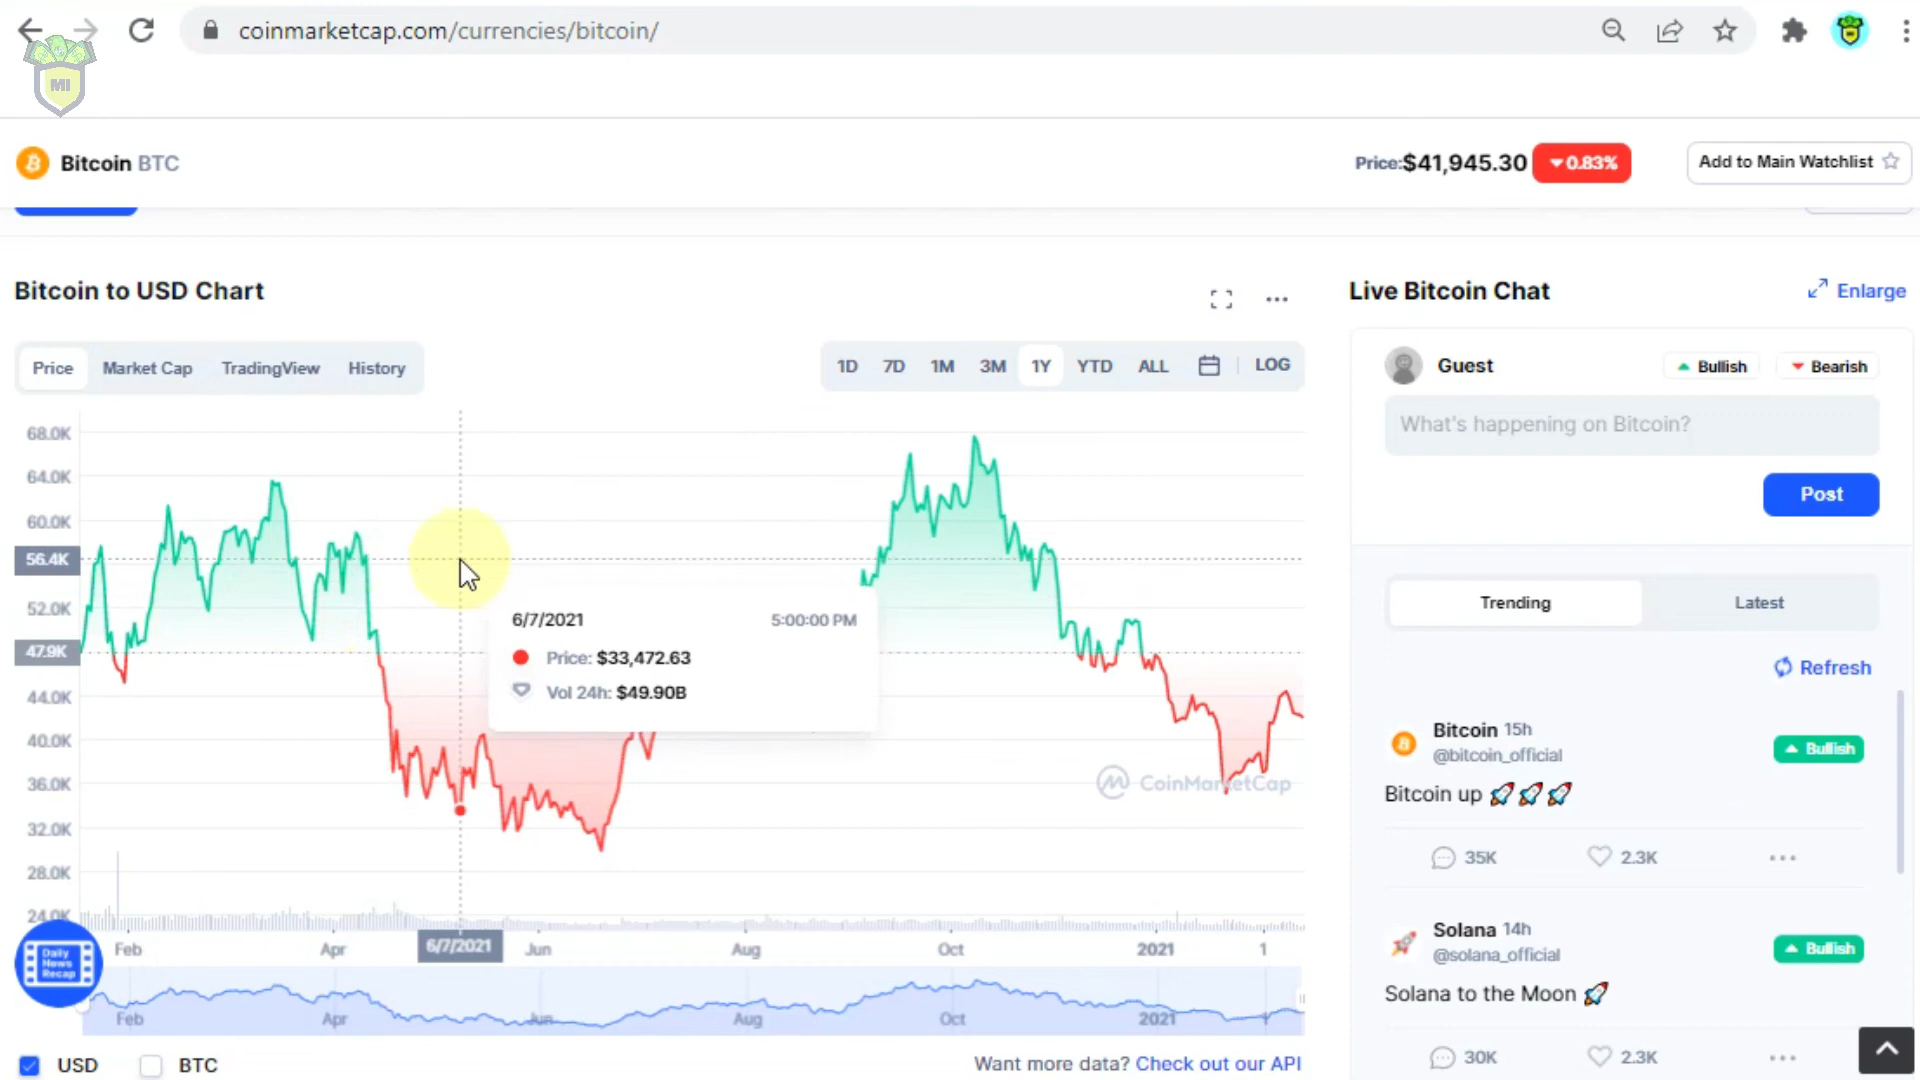 coinmarketcap.com/currencies/bitcoin/
MI
Bitcoin BTC
Price:$41,945.30 0.83%
Add to Main Watchlist
Bitcoin to USD Chart
Live Bitcoin Chat
Enlarge
Price Market Cap TradingView History
1D 7D 1M 3M 1Y YTD ALL LOG
Guest
Bullish
Bearish
What's happening on Bitcoin?
Post
68.0K
64.0K
60.0K
56.4K
52.0K
47.9K
44.0K
40.0K
36.0K
32.0K
28.0K
24.0K
6/7/2021 5:00:00 PM
Price: $33,472.63
Vol 24h: $49.90B
CoinMarketCap
Feb Apr 6/7/2021 Jun Aug Oct 2021 1
Feb Apr Jun Aug Oct 2021 1
Daily
News
Recap
USD BTC
Want more data? Check out our API
Trending Latest
Refresh
Bitcoin 15h
@bitcoin_official
Bullish
Bitcoin up 🚀🚀🚀
35K 2.3K
Solana 14h
@solana_official
Bullish
Solana to the Moon 🚀
30K 2.3K